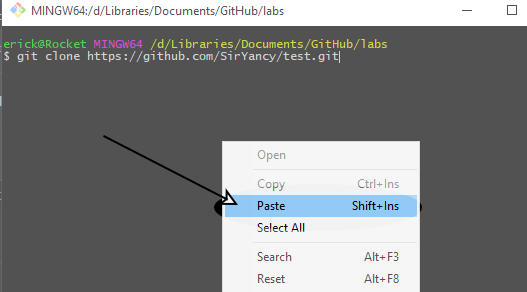 MINGW64:/d/Libraries/Documents/GitHub/labs
erick@Rocket MINGW64 /d/Libraries/Documents/GitHub/labs
$ git clone https://github.com/SirYancy/test.git
Open
Copy Ctrl+Ins
Paste Shift+Ins
Select All
Search Alt+F3
Reset Alt+F8